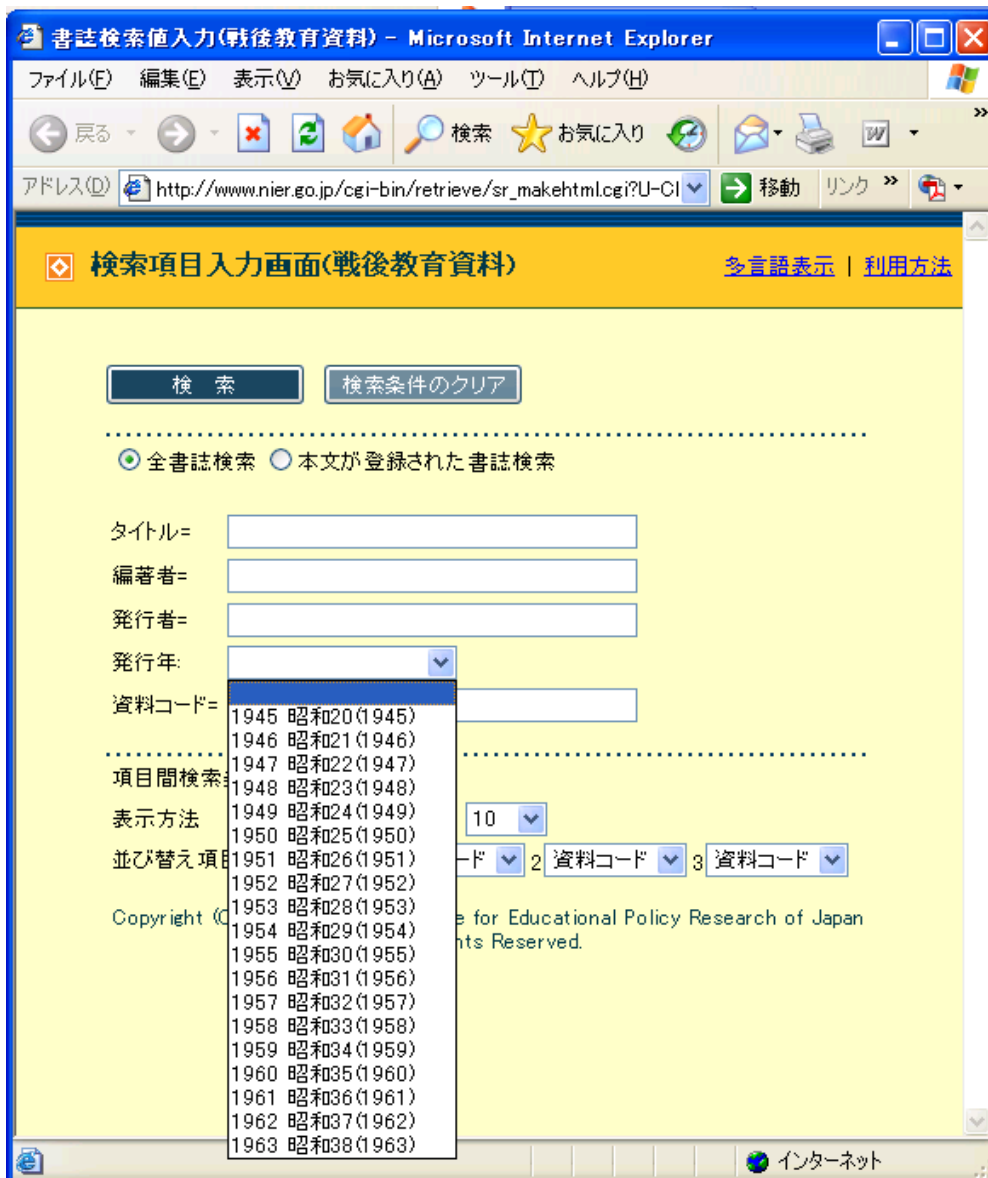 書誌検索値入力(戦後教育資料) - Microsoft Internet Explorer
ファイル(F) 編集(E) 表示(V) お気に入り(A) ツール(T) ヘルプ(H)
戻る 検索 お気に入り »
アドレス(D) http://www.nier.go.jp/cgi-bin/retrieve/sr_makehtml.cgi?U-Cl 移動 リンク »
検索項目入力画面(戦後教育資料) 多言語表示 | 利用方法
検 索 検索条件のクリア
全書誌検索 本文が登録された書誌検索
タイトル=
編著者=
発行者=
発行年:
資料コード=
1945 昭和20(1945)
1946 昭和21(1946)
1947 昭和22(1947)
1948 昭和23(1948)
1949 昭和24(1949)
1950 昭和25(1950)
1951 昭和26(1951)
1952 昭和27(1952)
1953 昭和28(1953)
1954 昭和29(1954)
1955 昭和30(1955)
1956 昭和31(1956)
1957 昭和32(1957)
1958 昭和33(1958)
1959 昭和34(1959)
1960 昭和35(1960)
1961 昭和36(1961)
1962 昭和37(1962)
1963 昭和38(1963)
項目間検索
表示方法 10
並び替え項 ード 2 資料コード 3 資料コード
Copyright (C e for Educational Policy Research of Japan
hts Reserved.
インターネット